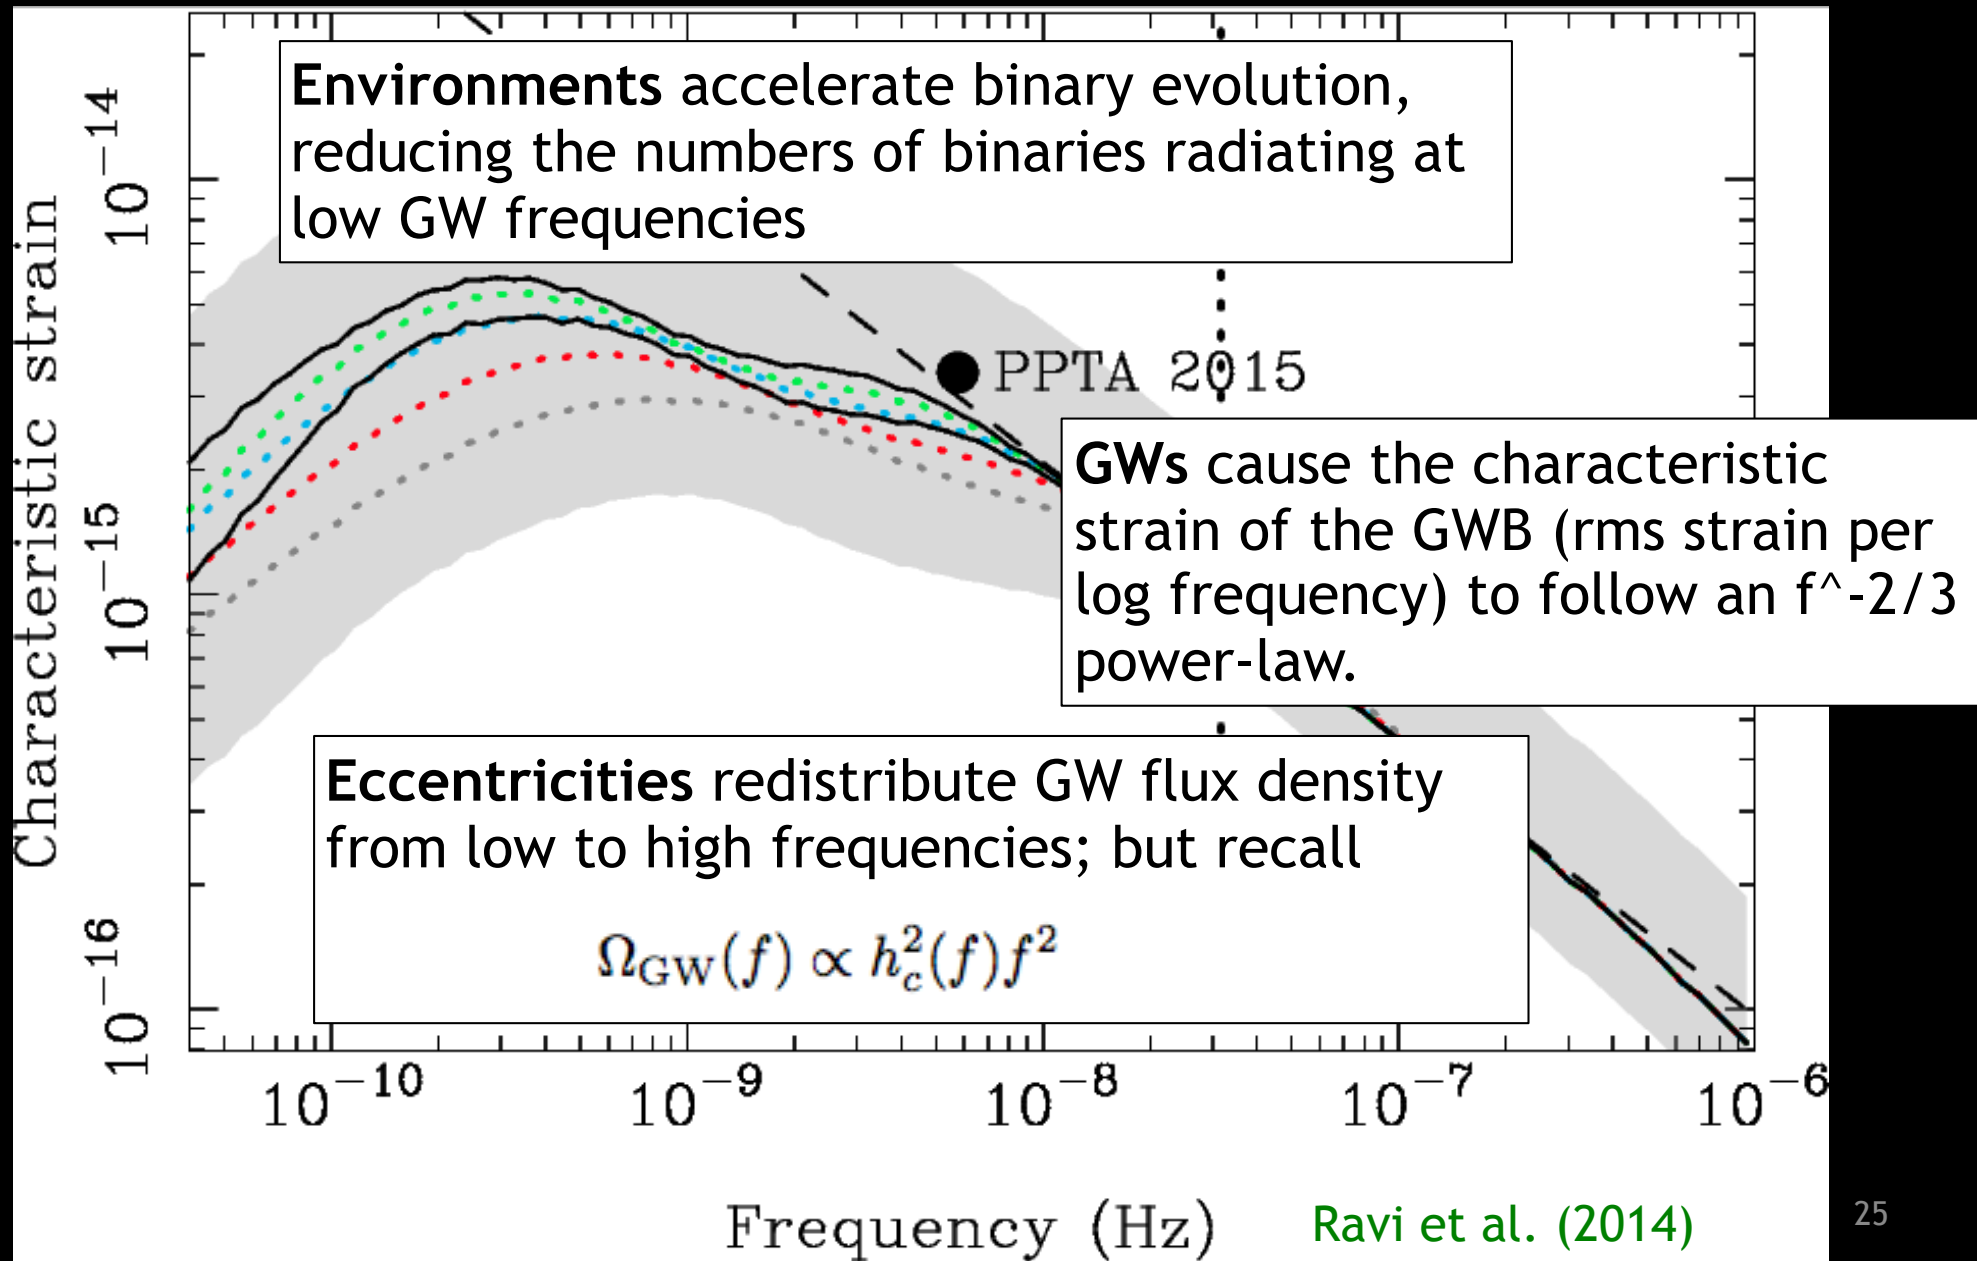 Environments accelerate binary evolution,
reducing the numbers of binaries radiating at
low GW frequencies
PPTA 2015
GWs cause the characteristic
strain of the GWB (rms strain per
log frequency) to follow an f^-2/3
power-law.
Eccentricities redistribute GW flux density
from low to high frequencies; but recall
Ω_GW(f) ∝ h_c^2(f)f^2
Characteristic strain
10^−14
10^−15
10^−16
10^−10
10^−9
10^−8
10^−7
10^−6
Frequency (Hz)
Ravi et al. (2014)
25